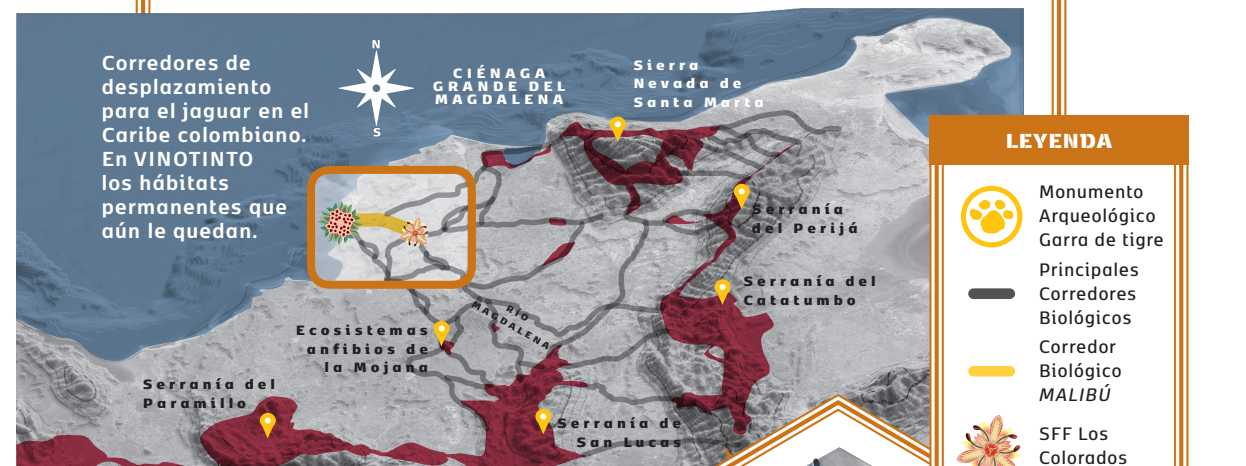 Corredores de
desplazamiento
para el jaguar en el
Caribe colombiano.
En VINOTINTO
los hábitats
permanentes que
aún le quedan.
N
S
CIÉNAGA
GRANDE DEL
MAGDALENA
Sierra
Nevada de
Santa Marta
Serranía
del Perijá
Serranía del
Catatumbo
RÍO
MAGDALENA
Ecosistemas
anfibios de
la Mojana
Serranía del
Paramillo
Serranía de
San Lucas
LEYENDA
Monumento
Arqueológico
Garra de tigre
Principales
Corredores
Biológicos
Corredor
Biológico
MALIBÚ
SFF Los
Colorados